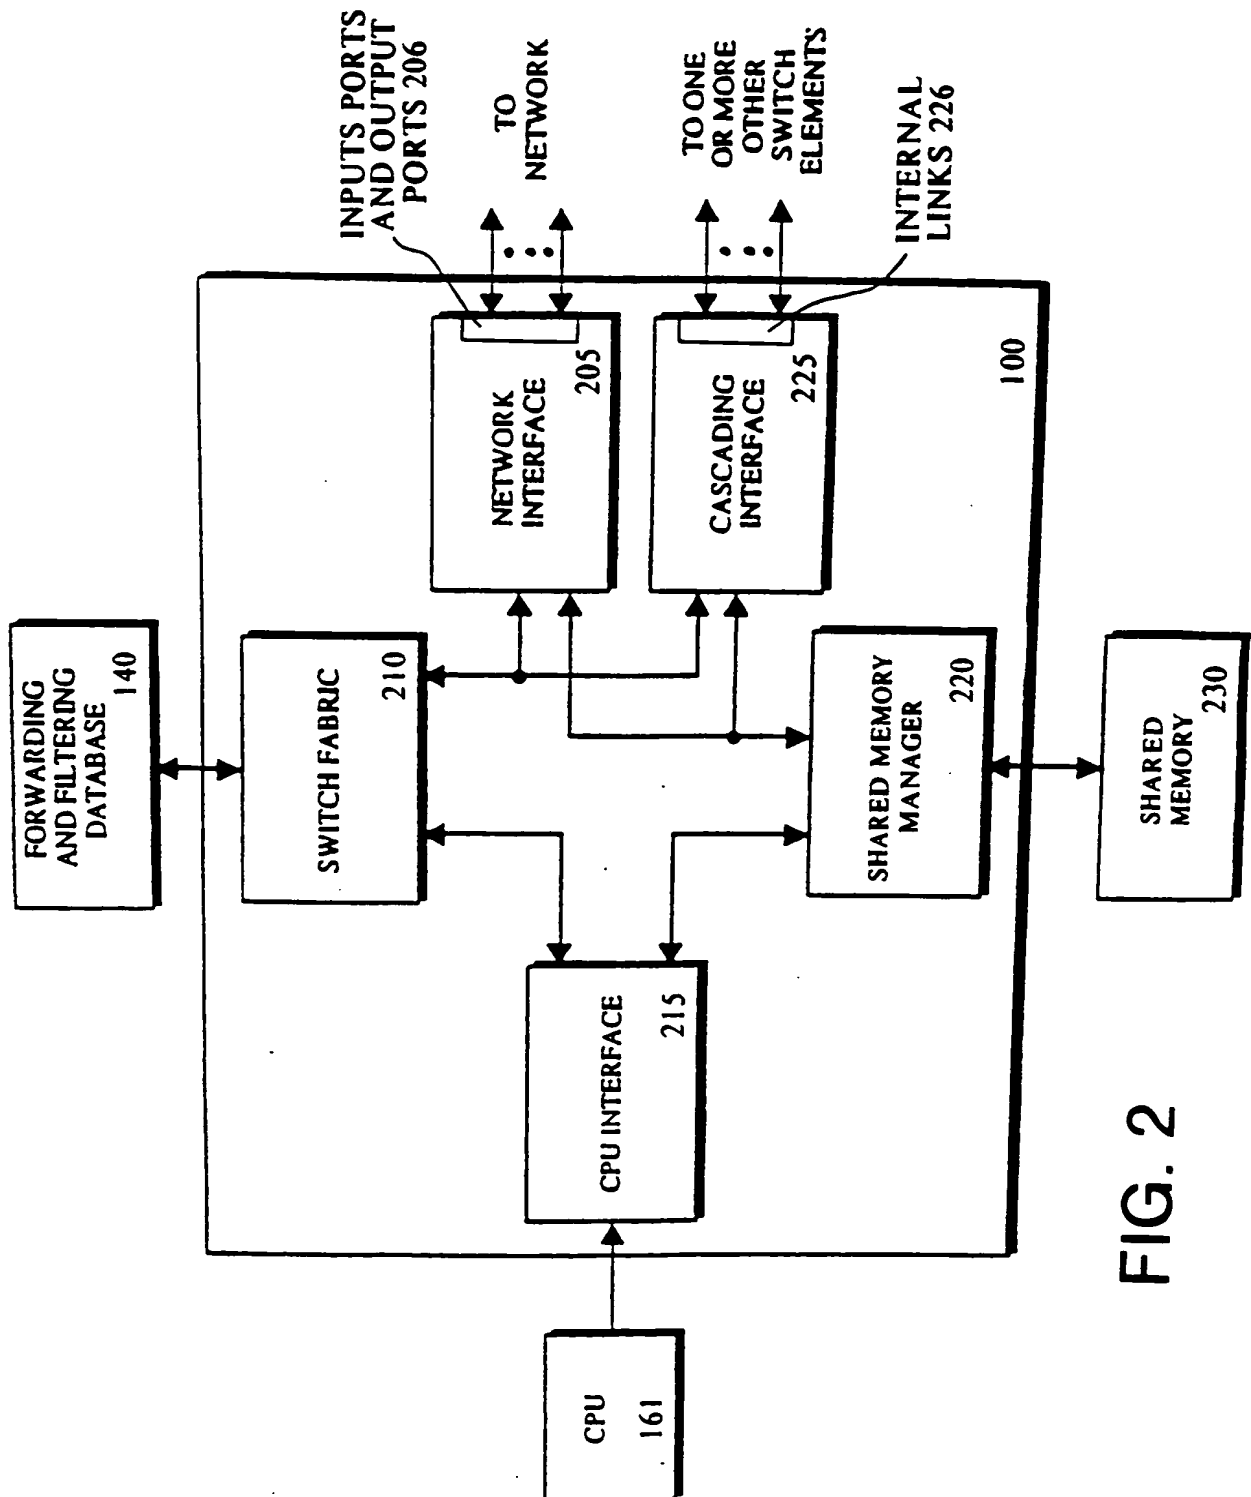 FORWARDING
AND FILTERING
DATABASE
140
INPUTS PORTS
AND OUTPUT
PORTS 206
TO
NETWORK
SWITCH FABRIC
210
NETWORK
INTERFACE
205
TO ONE
OR MORE
OTHER
SWITCH
ELEMENTS
CASCADING
INTERFACE
225
INTERNAL
LINKS 226
CPU
161
CPU INTERFACE
215
SHARED MEMORY
MANAGER
220
100
SHARED
MEMORY
230
FIG. 2